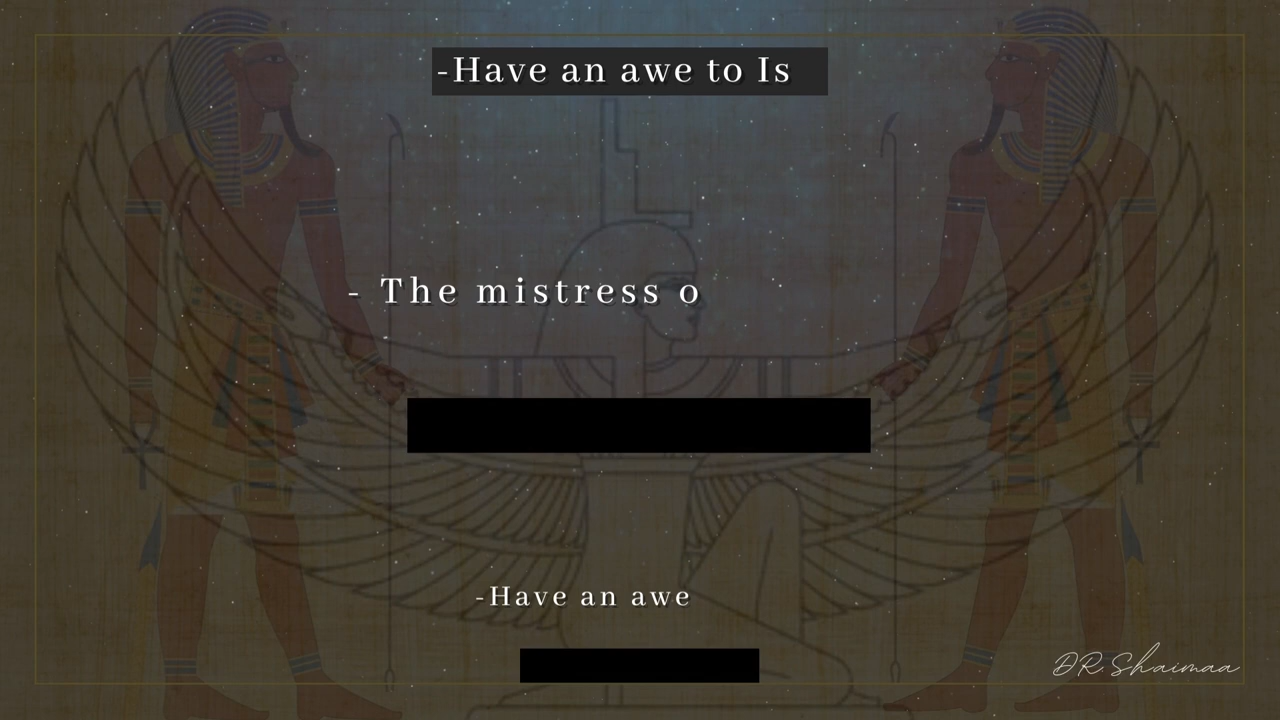 -Have an awe to Is
- The mistress o
-Have an awe
DR. Shaimaa